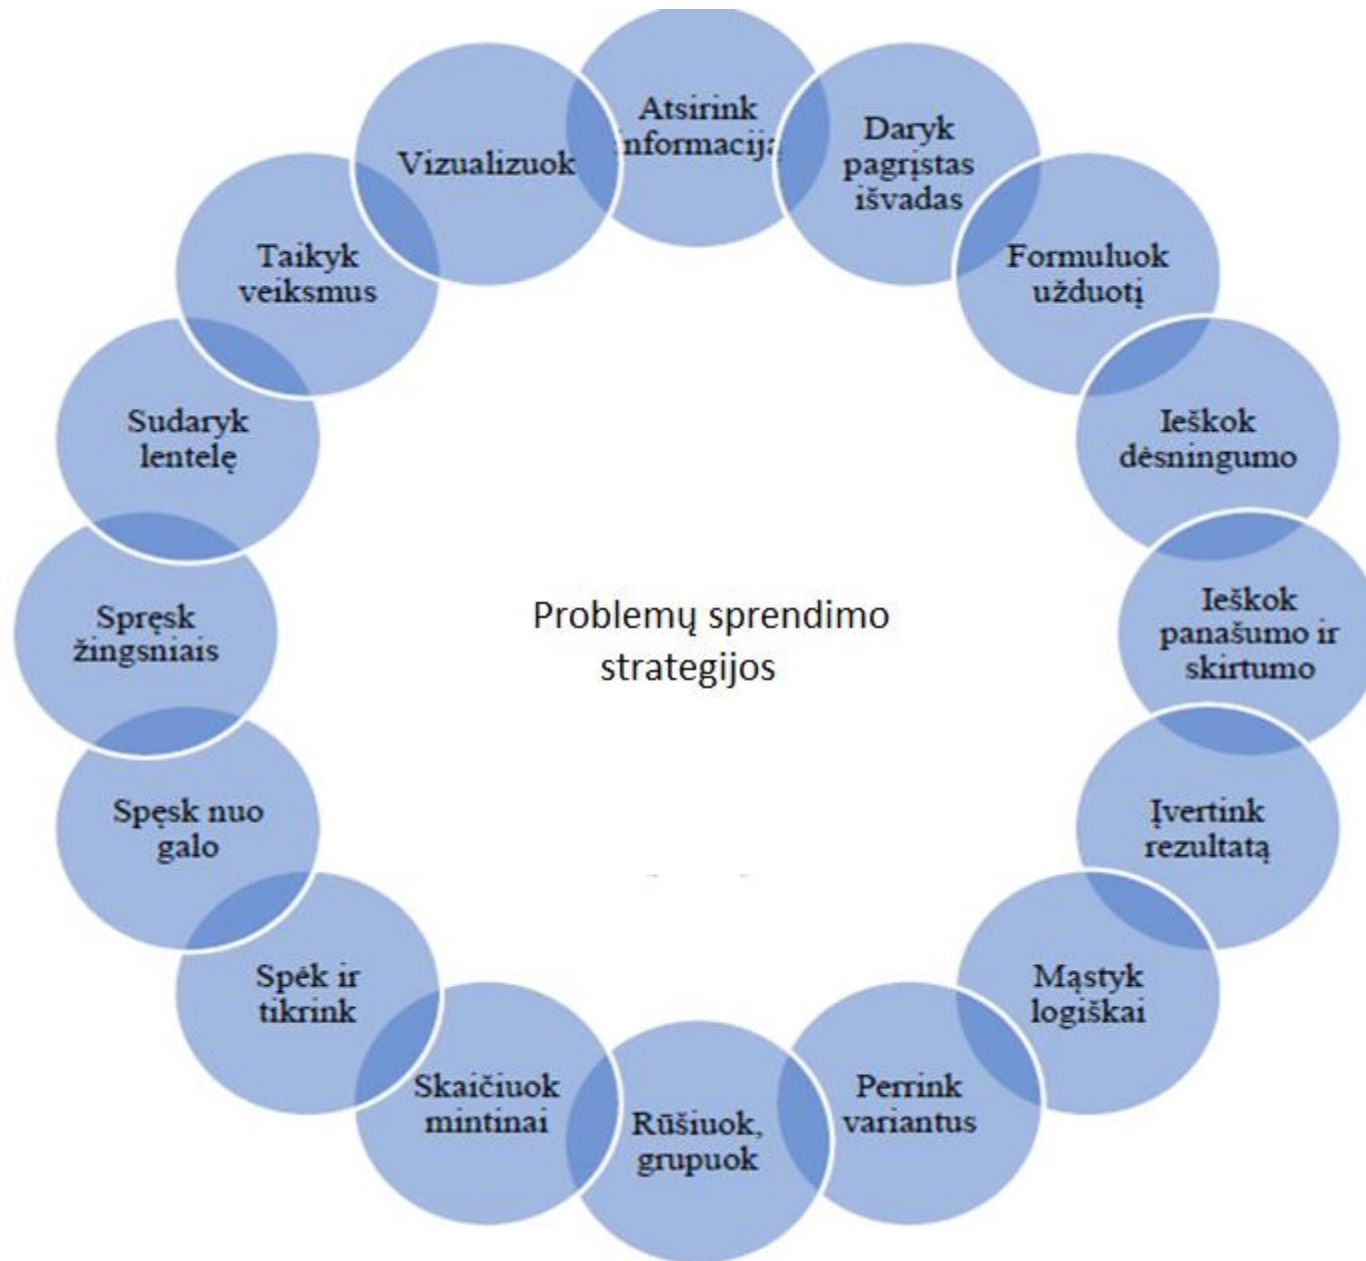 Atsirink
informaciją
Daryk
pagrįstas
išvadas
Formuluok
užduotį
Ieškok
dėsningumo
Ieškok
panašumo ir
skirtumo
Įvertink
rezultatą
Mąstyk
logiškai
Perrink
variantus
Rūšiuok,
grupuok
Skaičiuok
mintinai
Spėk ir
tikrink
Spęsk nuo
galo
Spręsk
žingsniais
Sudaryk
lentelę
Taikyk
veiksmus
Vizualizuok
Problemų sprendimo
strategijos